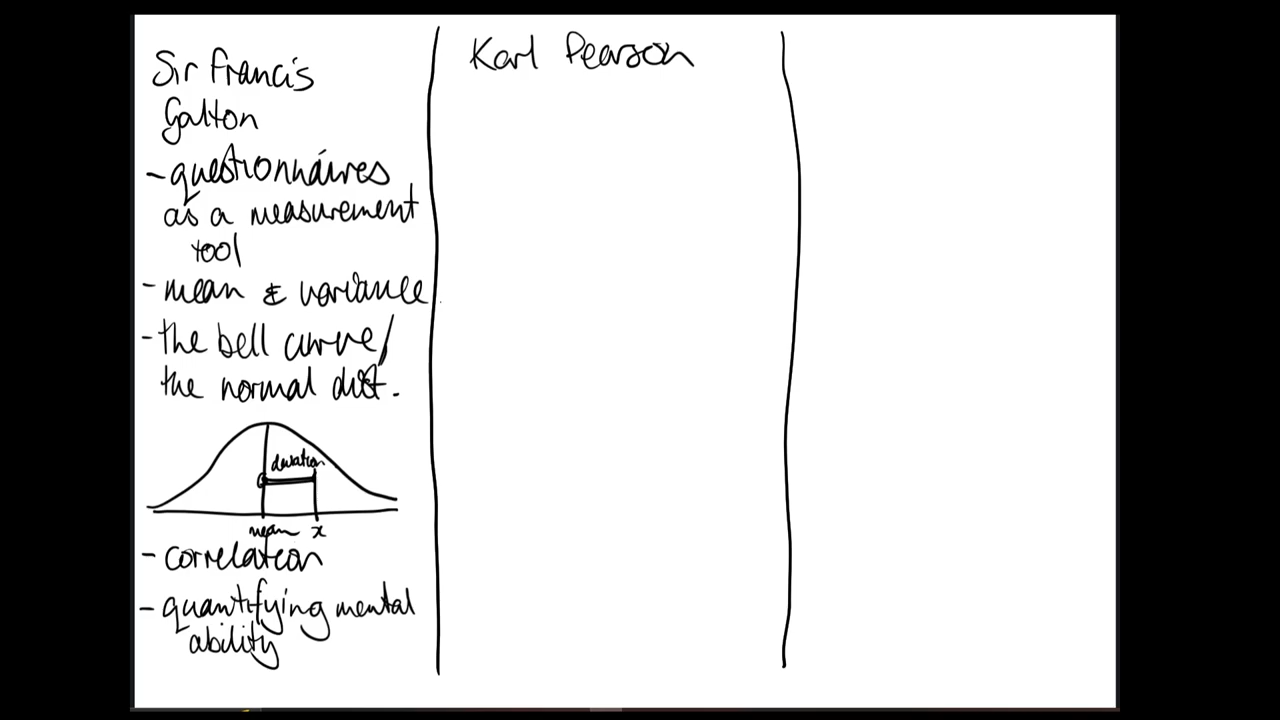 Sir Francis
Galton
- questionnaires
as a measurement
tool
- mean & variance
- the bell curve/
the normal dist.
deviation
mean x
- correlation
- quantifying mental
ability
Karl Pearson